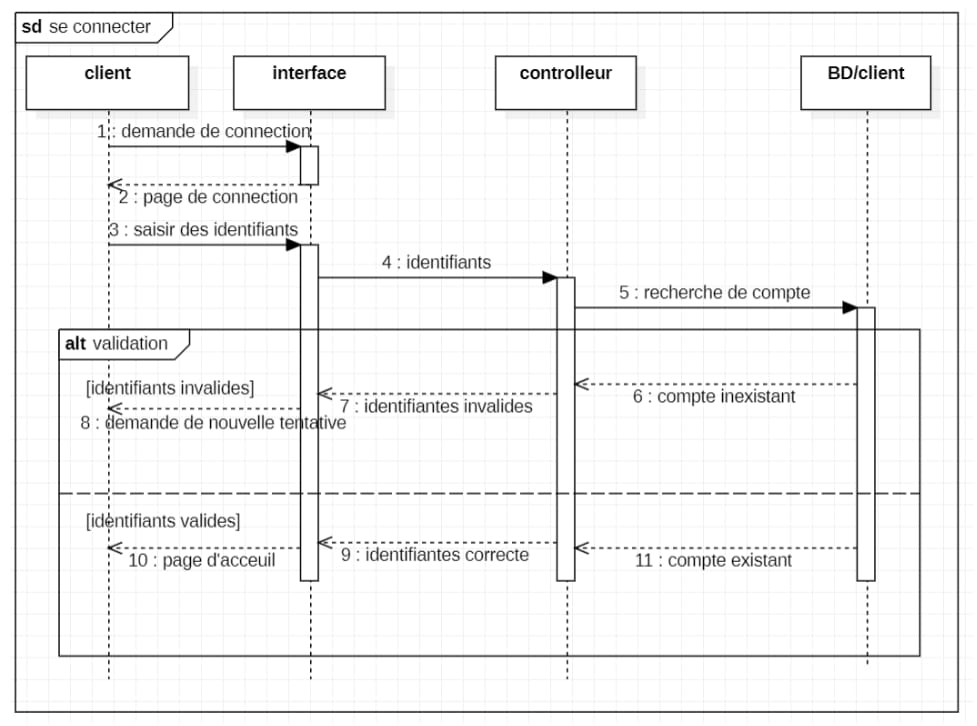 sd se connecter
client
interface
controlleur
BD/client
1 : demande de connection
2 : page de connection
3 : saisir des identifiants
4 : identifiants
5 : recherche de compte
alt validation
[identifiants invalides]
6 : compte inexistant
7 : identifiantes invalides
8 : demande de nouvelle tentative
[identifiants valides]
9 : identifiantes correcte
10 : page d'acceuil
11 : compte existant